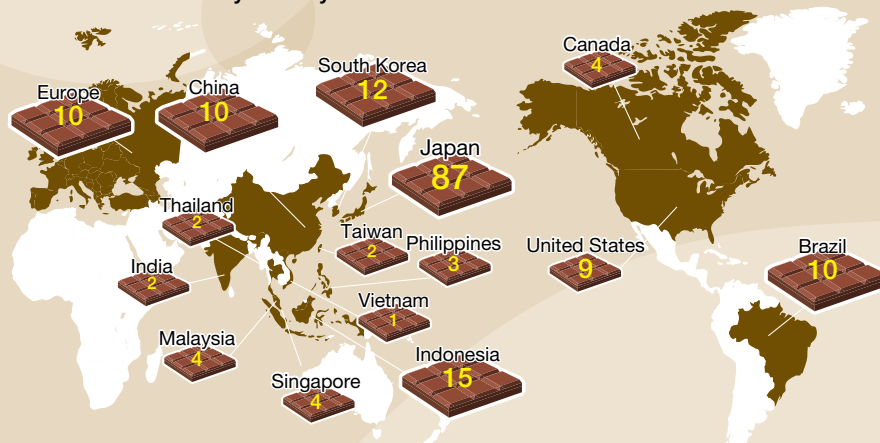 Canada
4
South Korea
12
Europe
10
China
10
Japan
87
Thailand
2
Taiwan
2
Philippines
3
United States
9
Brazil
10
India
2
Vietnam
1
Malaysia
4
Indonesia
15
Singapore
4